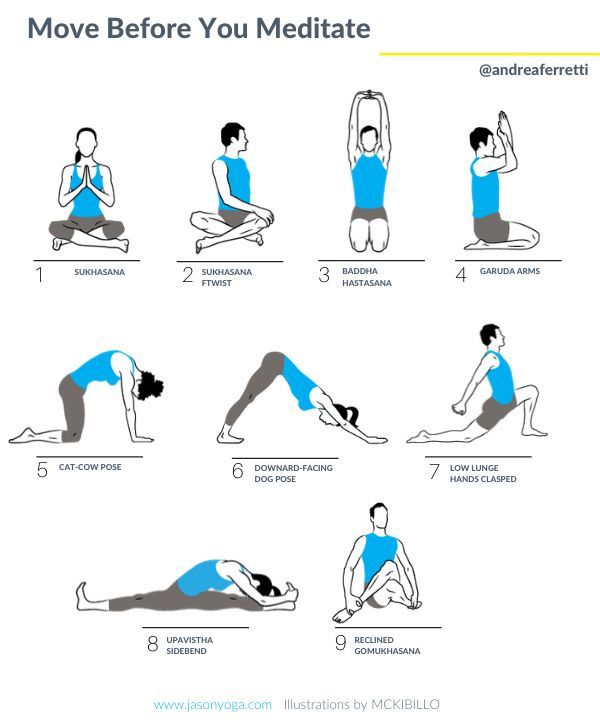 Move Before You Meditate
@andreaferretti
1 SUKHASANA
2 SUKHASANA
FTWIST
3 BADDHA
HASTASANA
4 GARUDA ARMS
5 CAT-COW POSE
6 DOWNARD-FACING
DOG POSE
7 LOW LUNGE
HANDS CLASPED
8 UPAVISTHA
SIDEBEND
9 RECLINED
GOMUKHASANA
www.jasonyoga.com Illustrations by MCKIBILLO